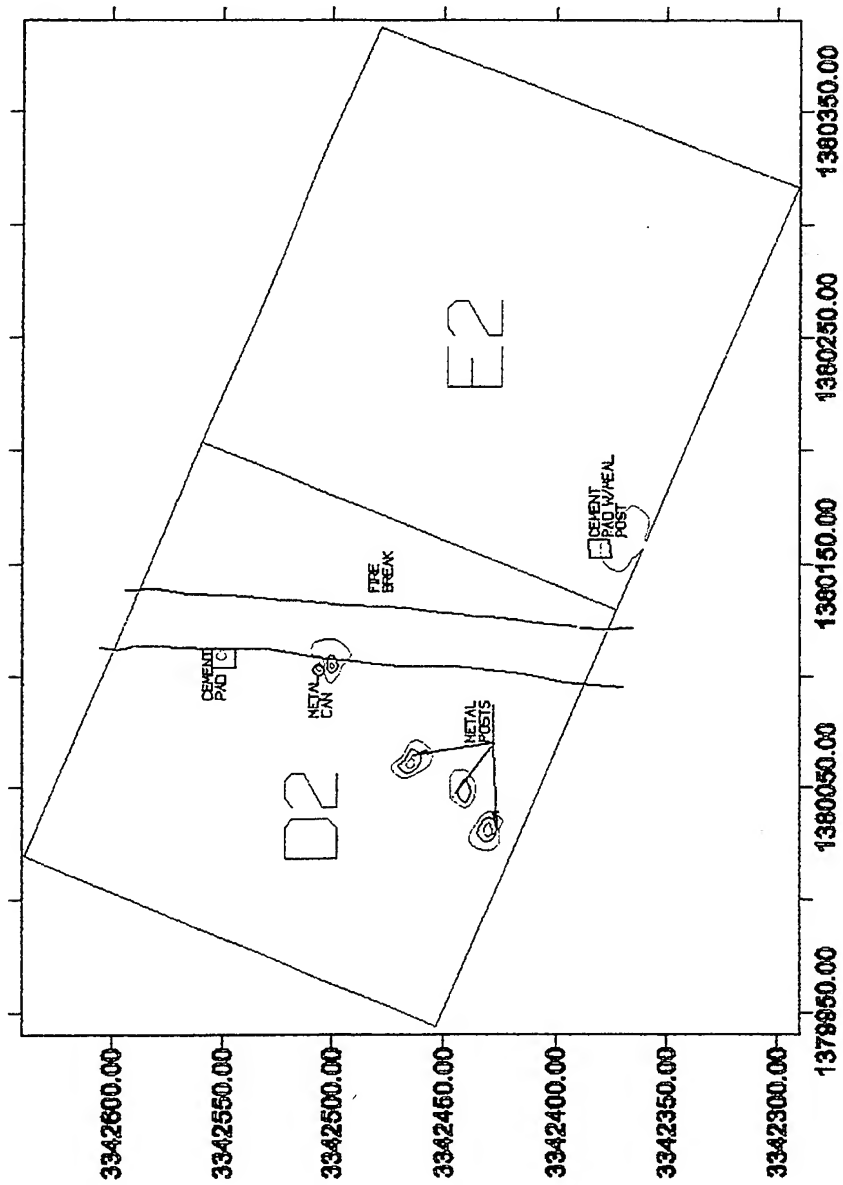 3342600.00
3342550.00
3342500.00
3342450.00
3342400.00
3342350.00
3342300.00
CEMENT
PAD
METAL
CAN
D2
FIRE
BREAK
E2
METAL
POSTS
CEMENT
PAD W/MEAL
POST
1379950.00
1380050.00
1380150.00
1380250.00
1380350.00